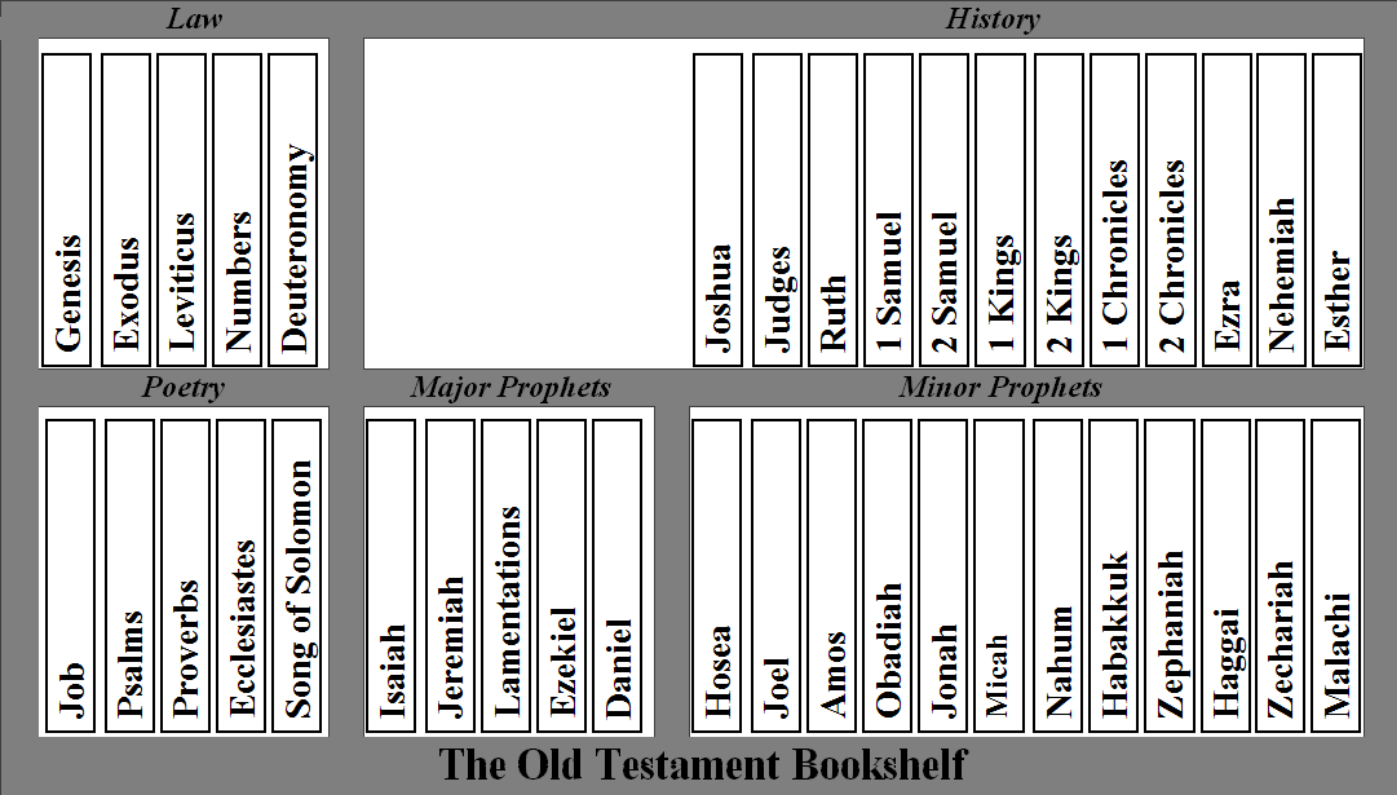 Law
Genesis
Exodus
Leviticus
Numbers
Deuteronomy
History
Joshua
Judges
Ruth
1 Samuel
2 Samuel
1 Kings
2 Kings
1 Chronicles
2 Chronicles
Ezra
Nehemiah
Esther
Poetry
Job
Psalms
Proverbs
Ecclesiastes
Song of Solomon
Major Prophets
Isaiah
Jeremiah
Lamentations
Ezekiel
Daniel
Minor Prophets
Hosea
Joel
Amos
Obadiah
Jonah
Micah
Nahum
Habakkuk
Zephaniah
Haggai
Zechariah
Malachi
The Old Testament Bookshelf